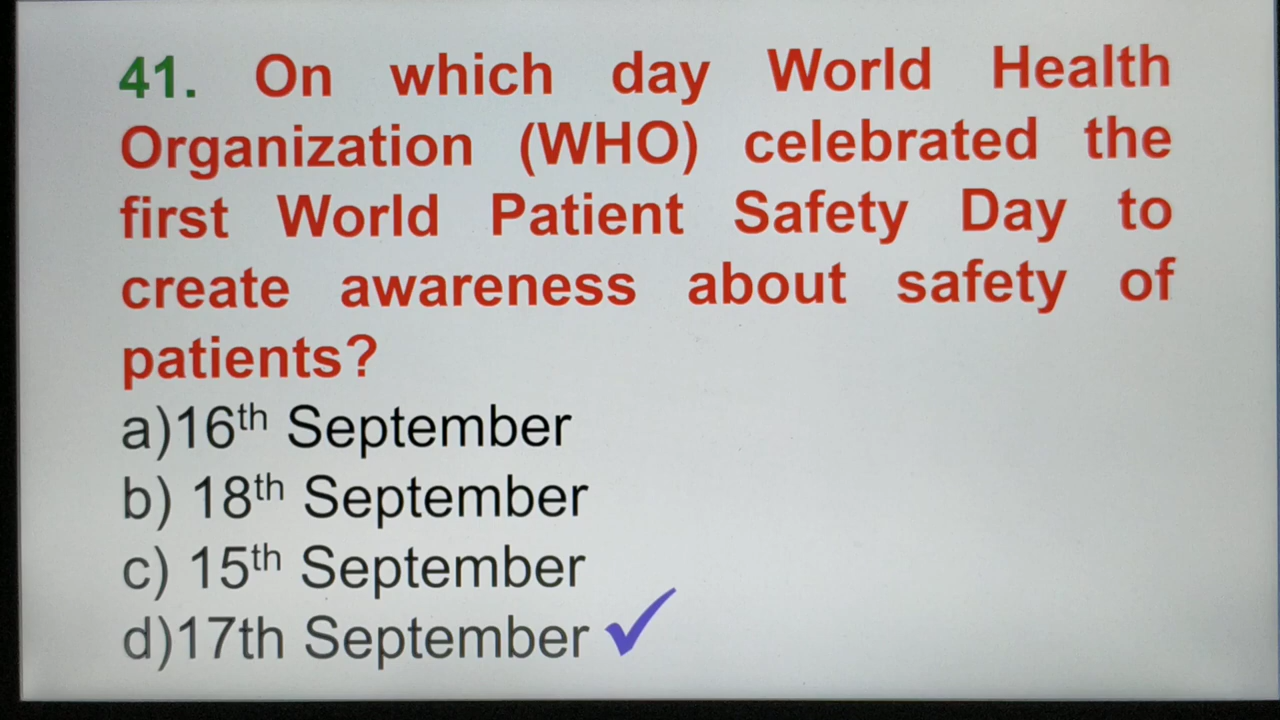 41. On which day World Health
Organization (WHO) celebrated the
first World Patient Safety Day to
create awareness about safety of
patients?
a)16th September
b) 18th September
c) 15th September
d)17th September